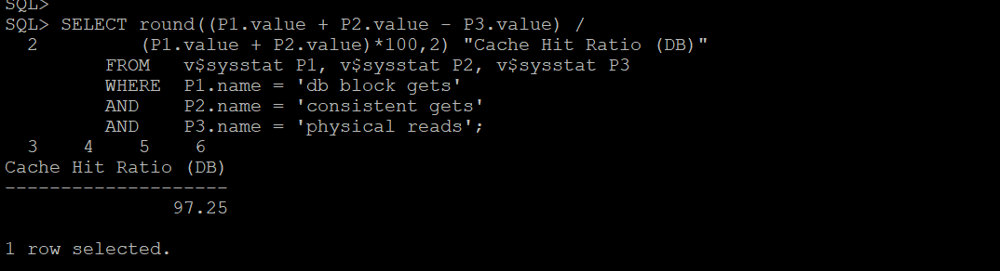 SQL>
SQL> SELECT round((P1.value + P2.value - P3.value) /
  2          (P1.value + P2.value)*100,2) "Cache Hit Ratio (DB)"
         FROM   v$sysstat P1, v$sysstat P2, v$sysstat P3
         WHERE  P1.name = 'db block gets'
         AND    P2.name = 'consistent gets'
         AND    P3.name = 'physical reads';
  3    4    5    6
Cache Hit Ratio (DB)
--------------------
               97.25

1 row selected.